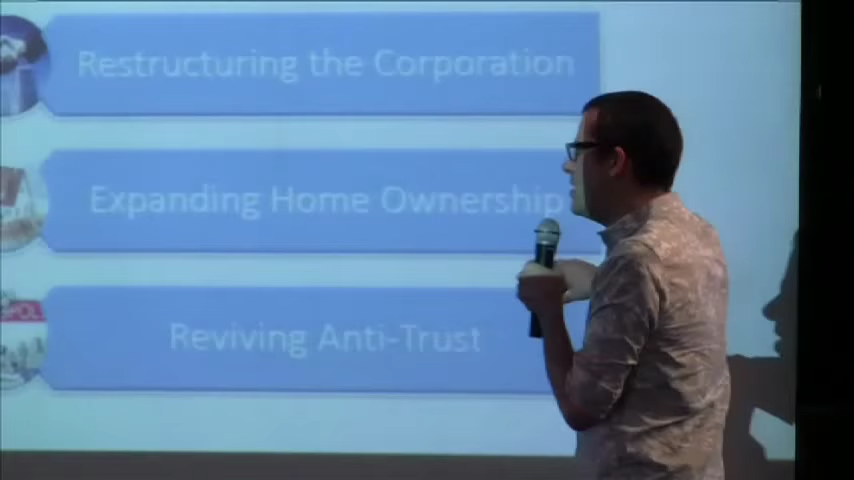 Restructuring the Corporation
Expanding Home Ownership
Reviving Anti-Trust